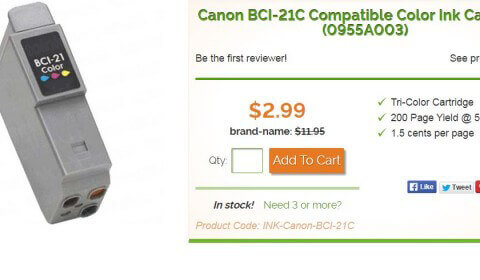 BCI-21
Color
Canon BCI-21C Compatible Color Ink Ca
(0955A003)
Be the first reviewer!
See pr
$2.99
brand-name: $11.95
Qty:
Add To Cart
✓ Tri-Color Cartridge
✓ 200 Page Yield @ 5
✓ 1.5 cents per page
In stock! Need 3 or more?
Like
Tweet
Product Code: INK-Canon-BCI-21C